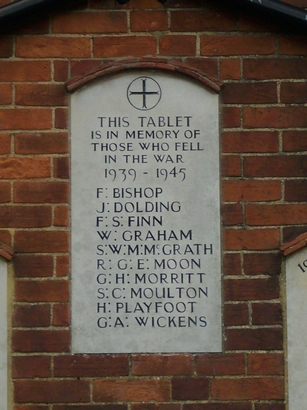 THIS TABLET
IS IN MEMORY OF
THOSE WHO FELL
IN THE WAR
1939 - 1945
F: BISHOP
J: DOLDING
F: S: FINN
W: GRAHAM
S: W: M: McGRATH
R: G: E: MOON
G: H: MORRITT
S: C: MOULTON
H: PLAYFOOT
G: A: WICKENS